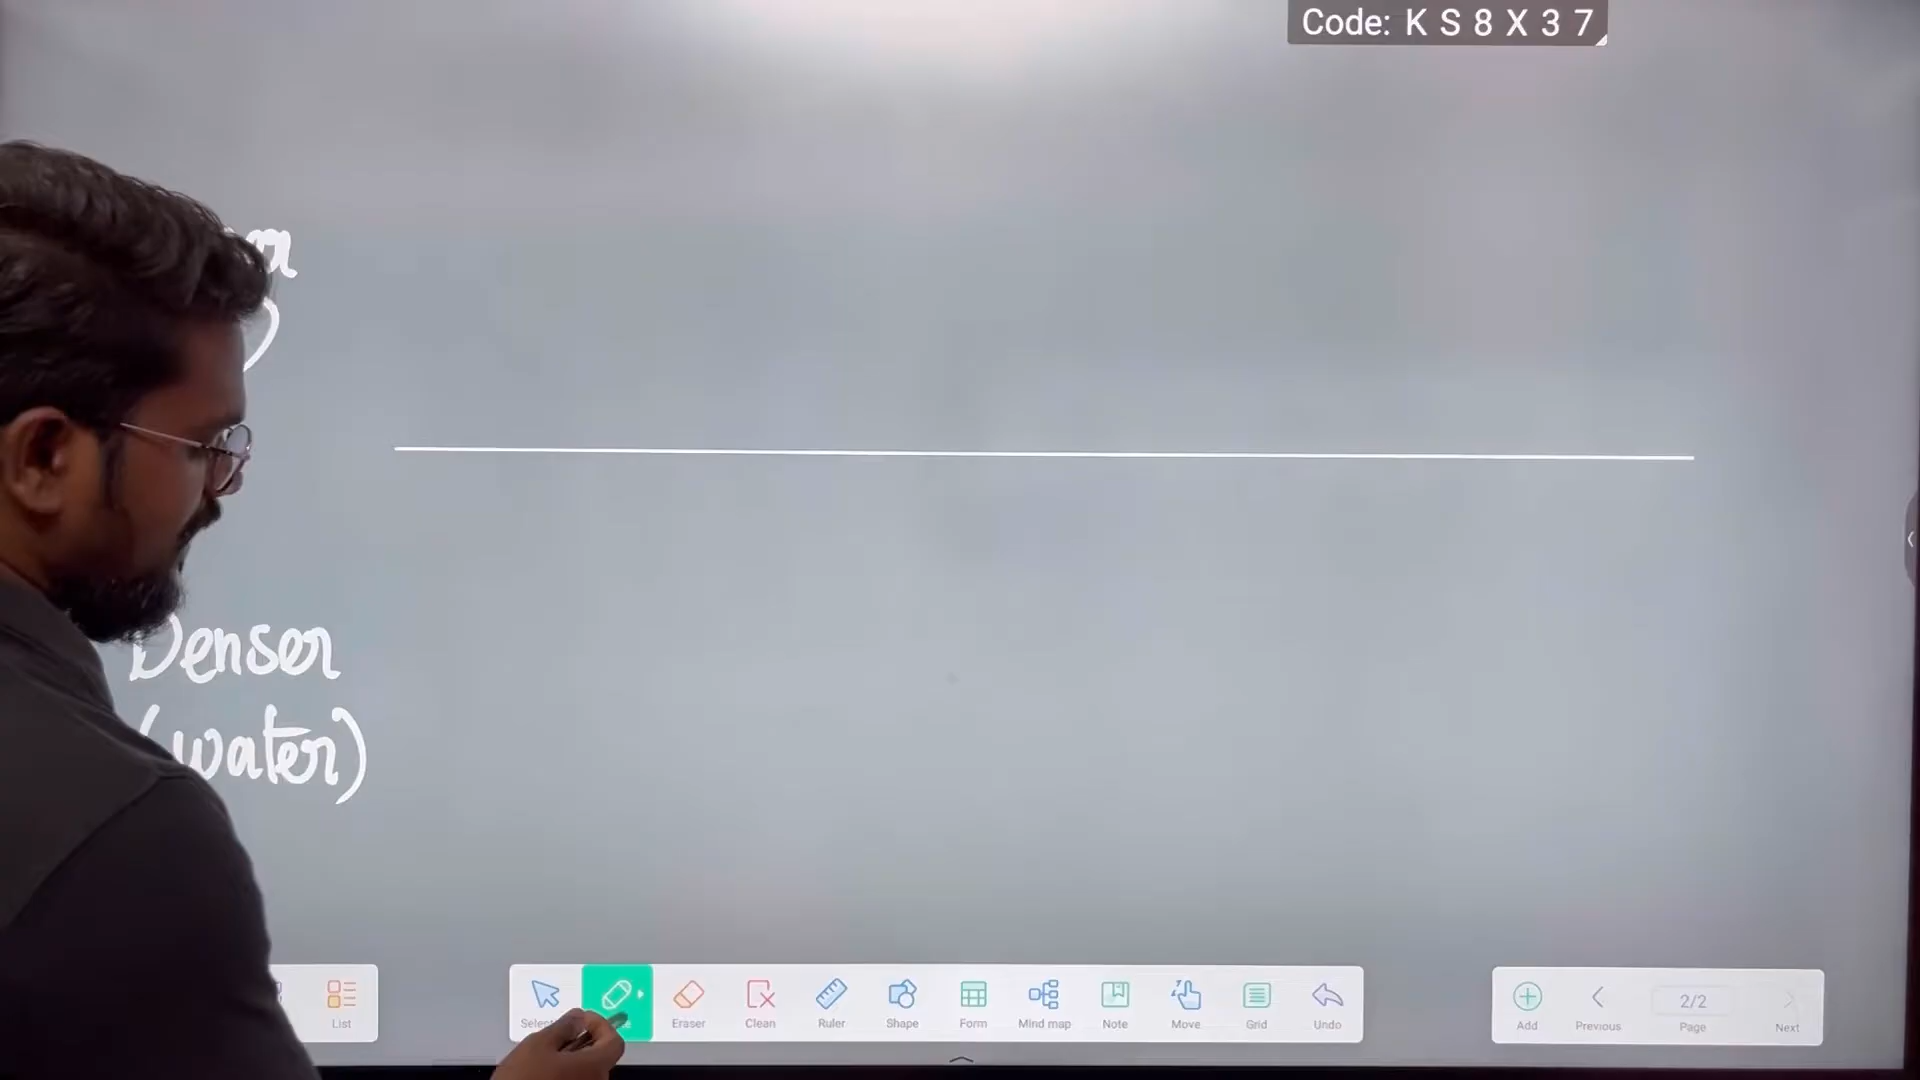 Code: K S 8 X 3 7
Denser
(water)
List
Select
Eraser
Clean
Ruler
Shape
Form
Mind map
Note
Move
Grid
Undo
Add
Previous
2/2
Page
Next